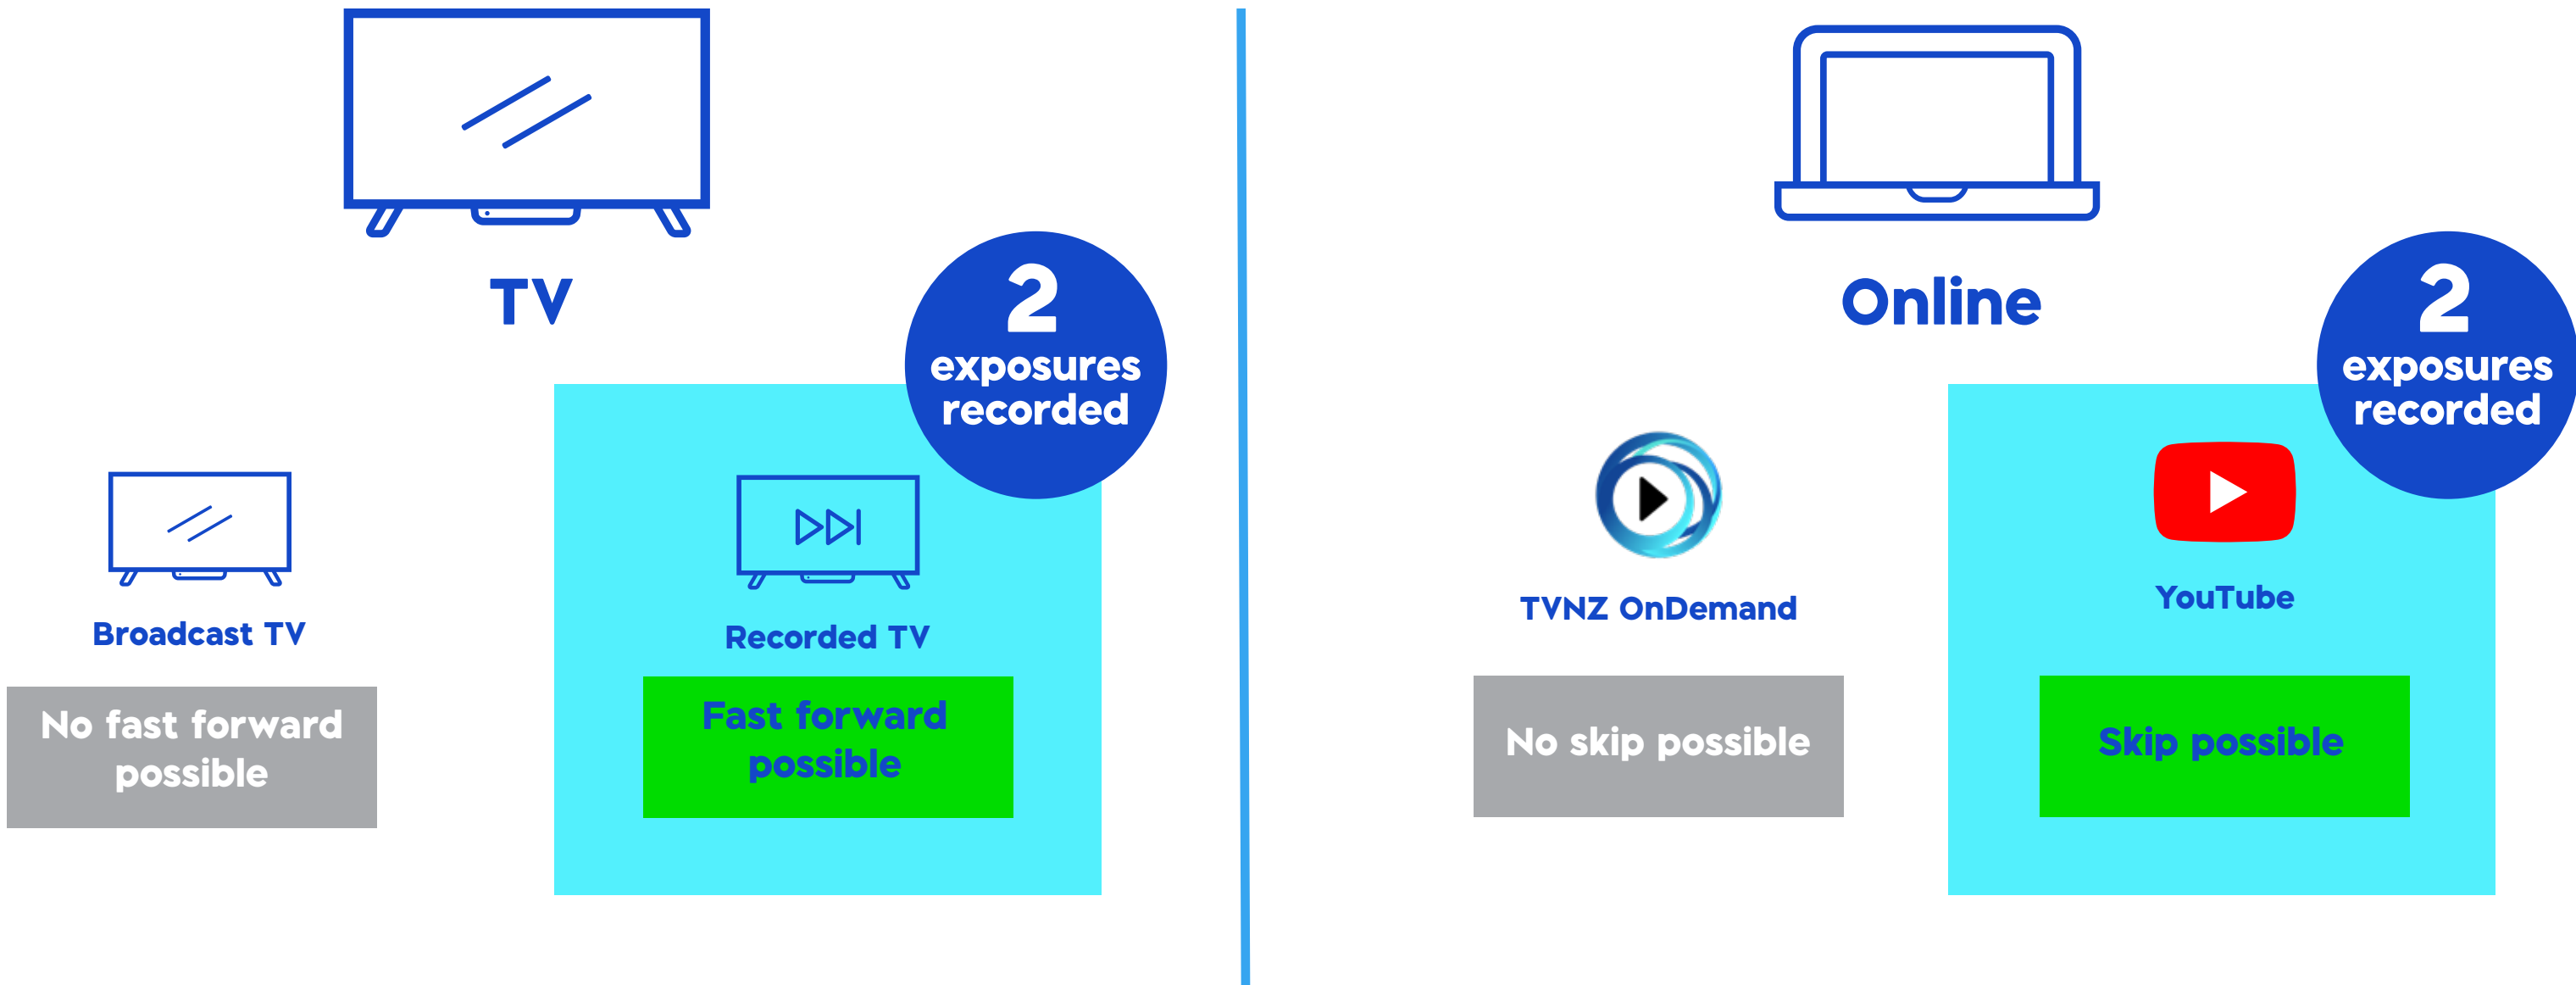 TV
2
exposures
recorded
Broadcast TV
No fast forward
possible
Recorded TV
Fast forward
possible
Online
2
exposures
recorded
TVNZ OnDemand
No skip possible
YouTube
Skip possible